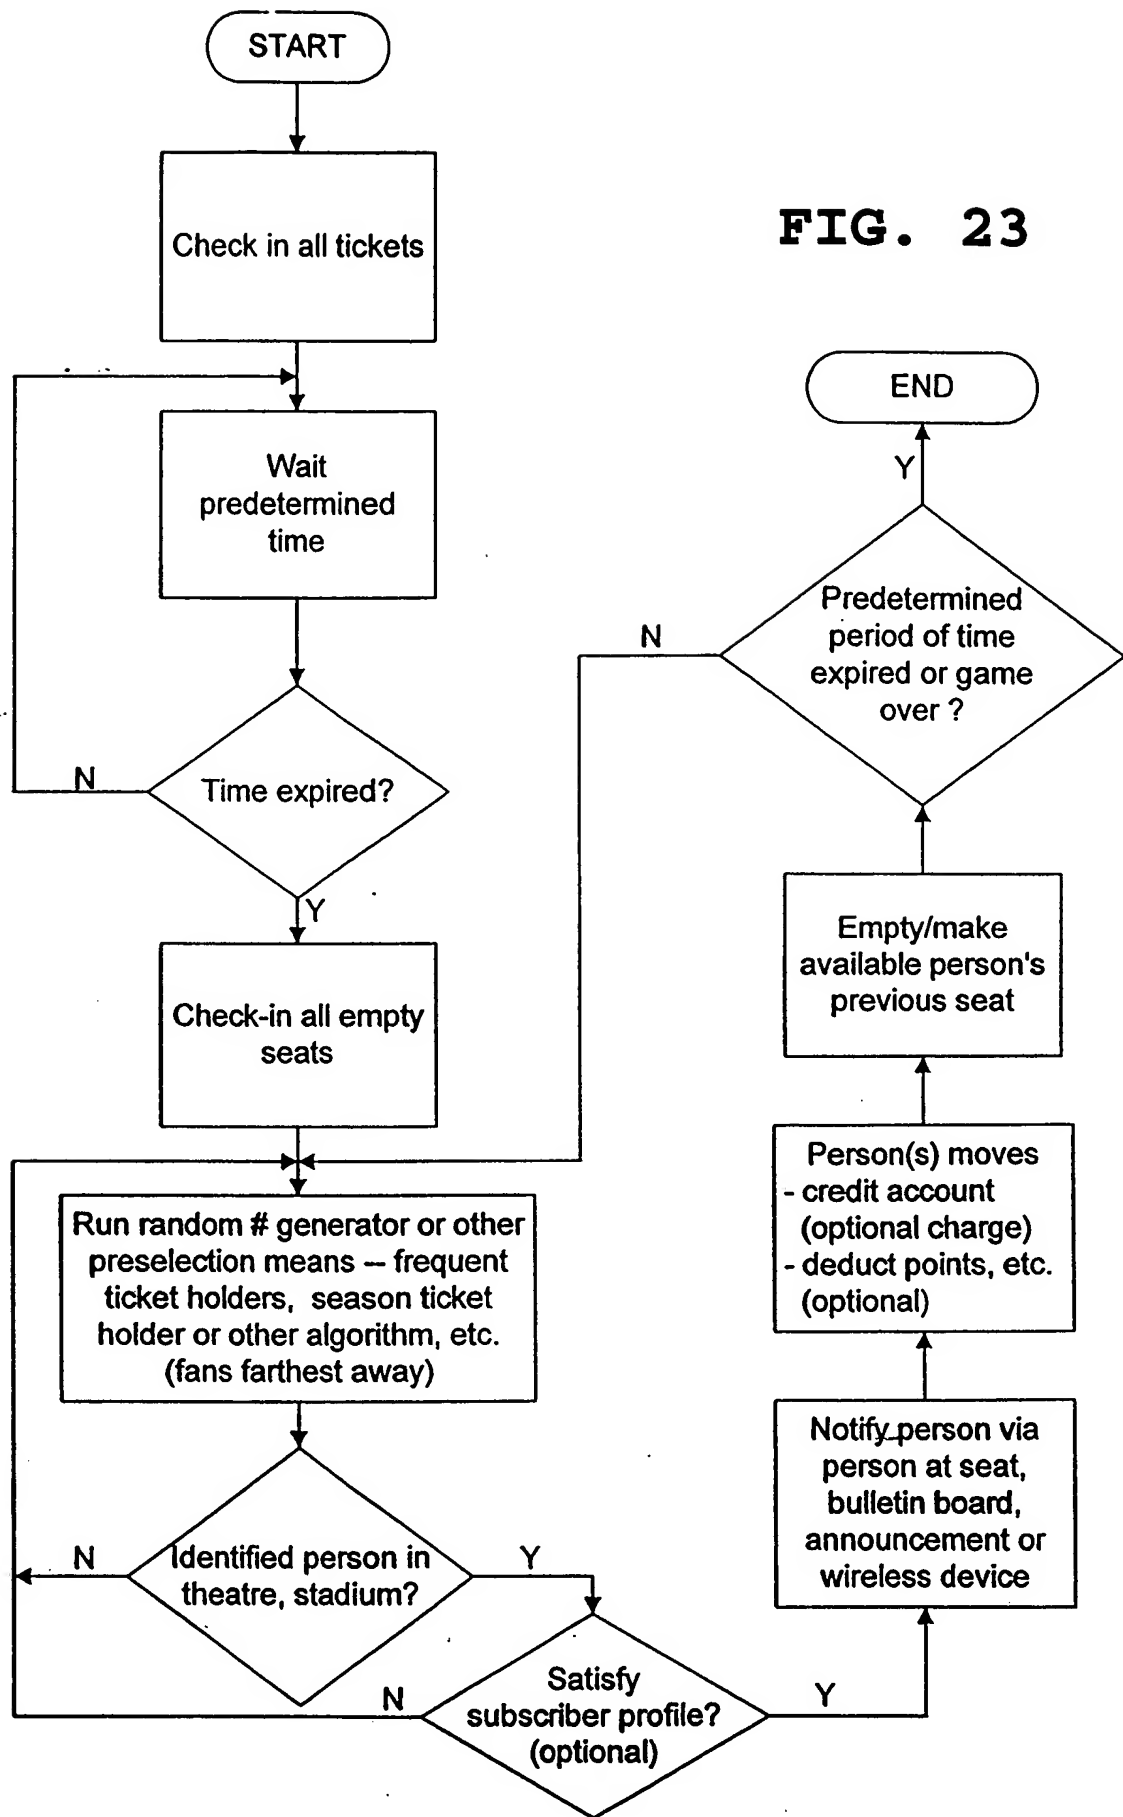 START
Check in all tickets
FIG. 23
Wait
predetermined
time
N
Time expired?
Y
Check-in all empty
seats
Run random # generator or other
preselection means – frequent
ticket holders, season ticket
holder or other algorithm, etc.
(fans farthest away)
N
Identified person in
theatre, stadium?
Y
N
Satisfy
subscriber profile?
(optional)
Y
Notify person via
person at seat,
bulletin board,
announcement or
wireless device
Person(s) moves
- credit account
(optional charge)
- deduct points, etc.
(optional)
Empty/make
available person's
previous seat
N
Predetermined
period of time
expired or game
over ?
Y
END